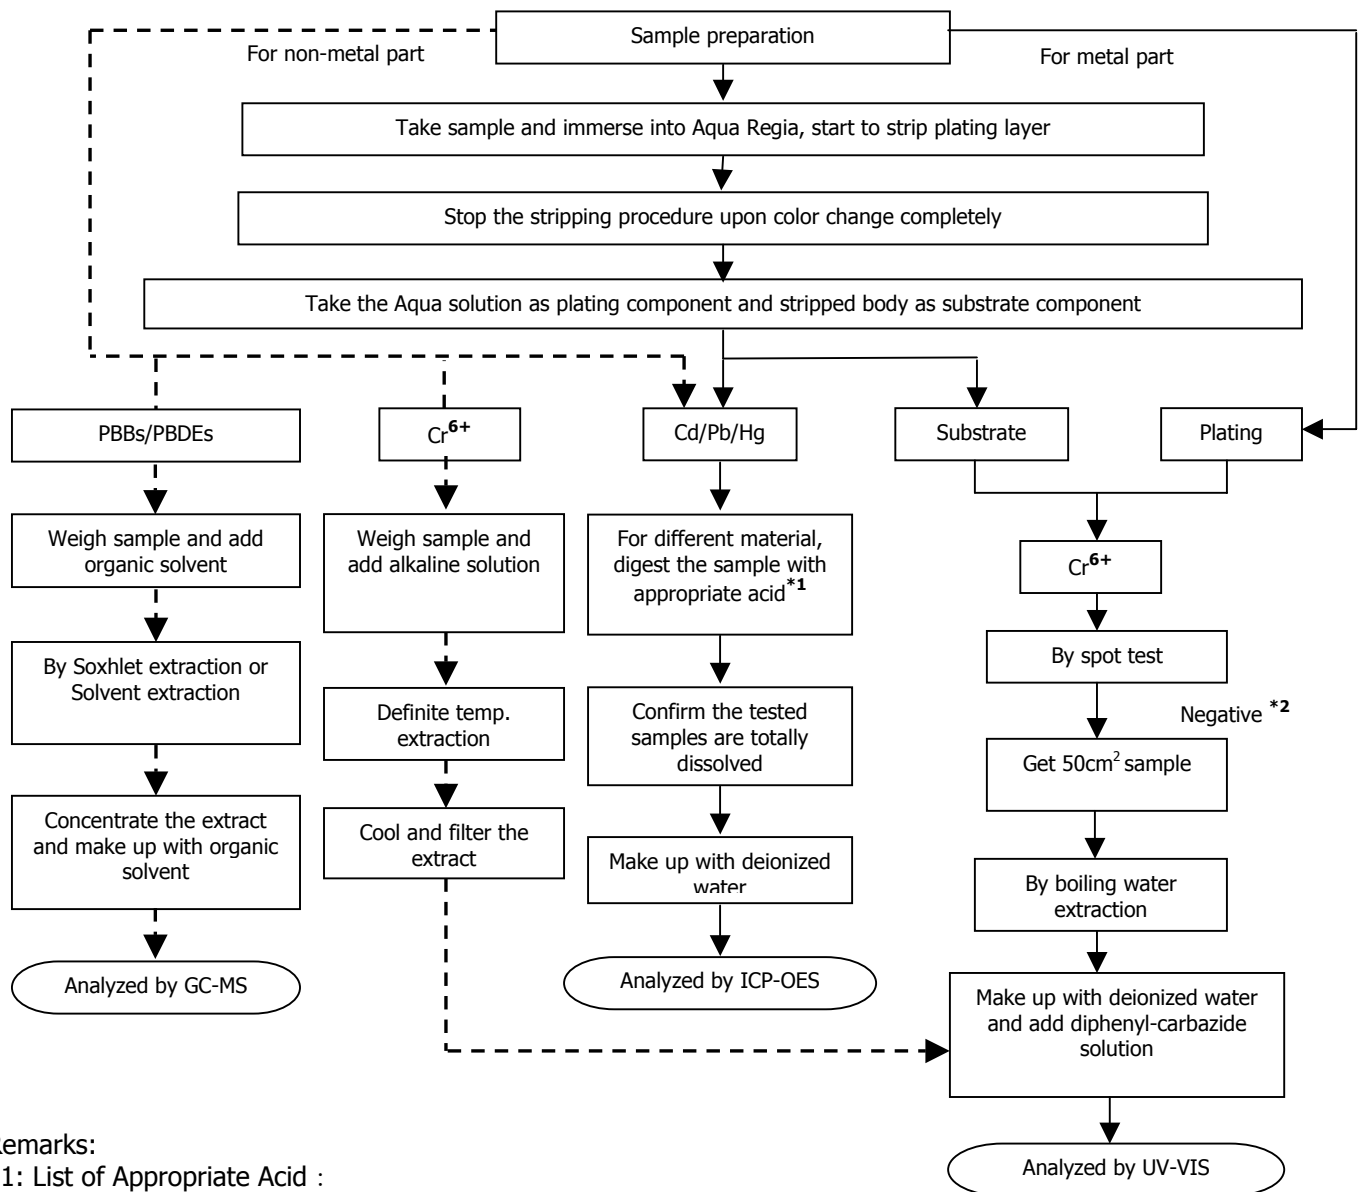 Sample preparation
For non-metal part
For metal part
Take sample and immerse into Aqua Regia, start to strip plating layer
Stop the stripping procedure upon color change completely
Take the Aqua solution as plating component and stripped body as substrate component
PBBs/PBDEs
Cr6+
Cd/Pb/Hg
Substrate
Plating
Weigh sample and add
organic solvent
By Soxhlet extraction or
Solvent extraction
Concentrate the extract
and make up with organic
solvent
Analyzed by GC-MS
Weigh sample and
add alkaline solution
Definite temp.
extraction
Cool and filter the
extract
For different material,
digest the sample with
appropriate acid*1
Confirm the tested
samples are totally
dissolved
Make up with deionized
water
Analyzed by ICP-OES
Cr6+
By spot test
Negative *2
Get 50cm2 sample
By boiling water
extraction
Make up with deionized water
and add diphenyl-carbazide
solution
Analyzed by UV-VIS
Remarks:
1: List of Appropriate Acid :